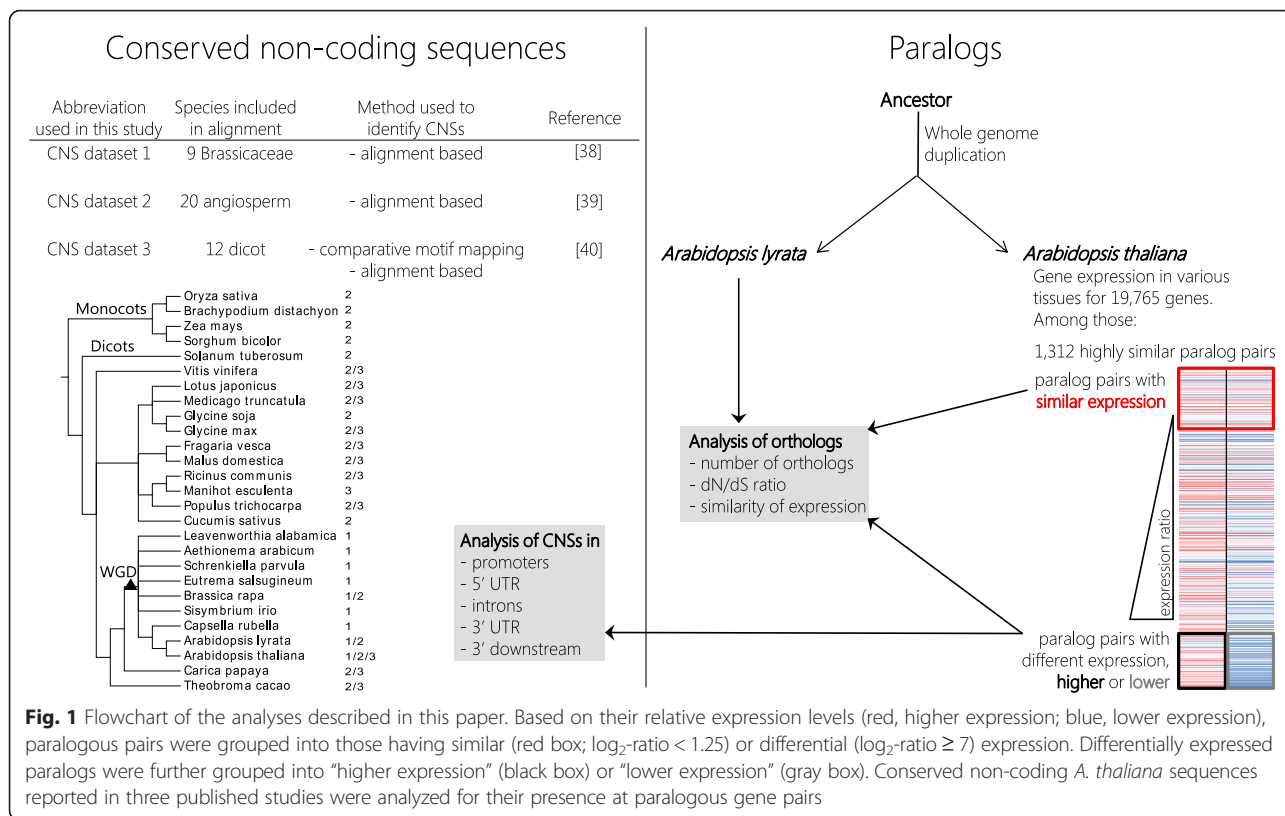 Conserved non-coding sequences
Abbreviation used in this study
Species included in alignment
Method used to identify CNSs
Reference
CNS dataset 1 9 Brassicaceae - alignment based [38]
CNS dataset 2 20 angiosperm - alignment based [39]
CNS dataset 3 12 dicot - comparative motif mapping [40]
- alignment based
Monocots
Dicots
WGD
Oryza sativa 2
Brachypodium distachyon 2
Zea mays 2
Sorghum bicolor 2
Solanum tuberosum 2
Vitis vinifera 2/3
Lotus japonicus 2/3
Medicago truncatula 2/3
Glycine soja 2
Glycine max 2/3
Fragaria vesca 2/3
Malus domestica 2/3
Ricinus communis 2/3
Manihot esculenta 3
Populus trichocarpa 2/3
Cucumis sativus 2
Leavenworthia alabamica 1
Aethionema arabicum 1
Schrenkiella parvula 1
Eutrema salsugineum 1
Brassica rapa 1/2
Sisymbrium irio 1
Capsella rubella 1
Arabidopsis lyrata 1/2
Arabidopsis thaliana 1/2/3
Carica papaya 2/3
Theobroma cacao 2/3
Analysis of CNSs in
- promoters
- 5' UTR
- introns
- 3' UTR
- 3' downstream
Paralogs
Ancestor
Whole genome
duplication
Arabidopsis lyrata
Arabidopsis thaliana
Gene expression in various
tissues for 19,765 genes.
Among those:
1,312 highly similar paralog pairs
paralog pairs with
similar expression
Analysis of orthologs
- number of orthologs
- dN/dS ratio
- similarity of expression
expression ratio
paralog pairs with
different expression,
higher or lower
Fig. 1 Flowchart of the analyses described in this paper. Based on their relative expression levels (red, higher expression; blue, lower expression),
paralogous pairs were grouped into those having similar (red box; log₂-ratio < 1.25) or differential (log₂-ratio ≥ 7) expression. Differentially expressed
paralogs were further grouped into “higher expression” (black box) or “lower expression” (gray box). Conserved non-coding A. thaliana sequences
reported in three published studies were analyzed for their presence at paralogous gene pairs